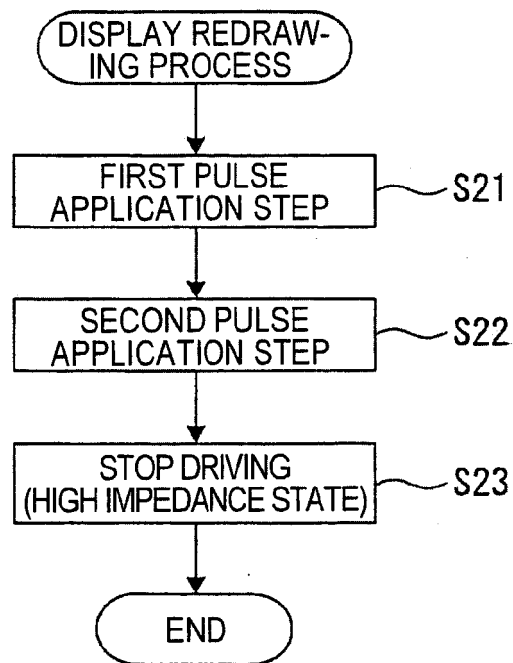 DISPLAY REDRAW-
ING PROCESS
FIRST PULSE
APPLICATION STEP
S21
SECOND PULSE
APPLICATION STEP
S22
STOP DRIVING
(HIGH IMPEDANCE STATE)
S23
END